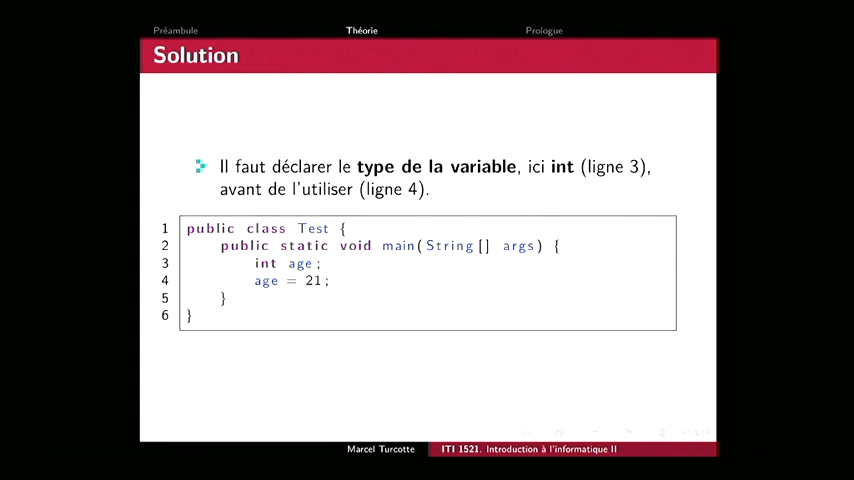 Préambule Théorie Prologue
Solution
Il faut déclarer le type de la variable, ici int (ligne 3),
avant de l'utiliser (ligne 4).
1 public class Test {
2 public static void main(String[] args) {
3 int age;
4 age = 21;
5 }
6 }
Marcel Turcotte ITI 1521. Introduction à l'informatique II